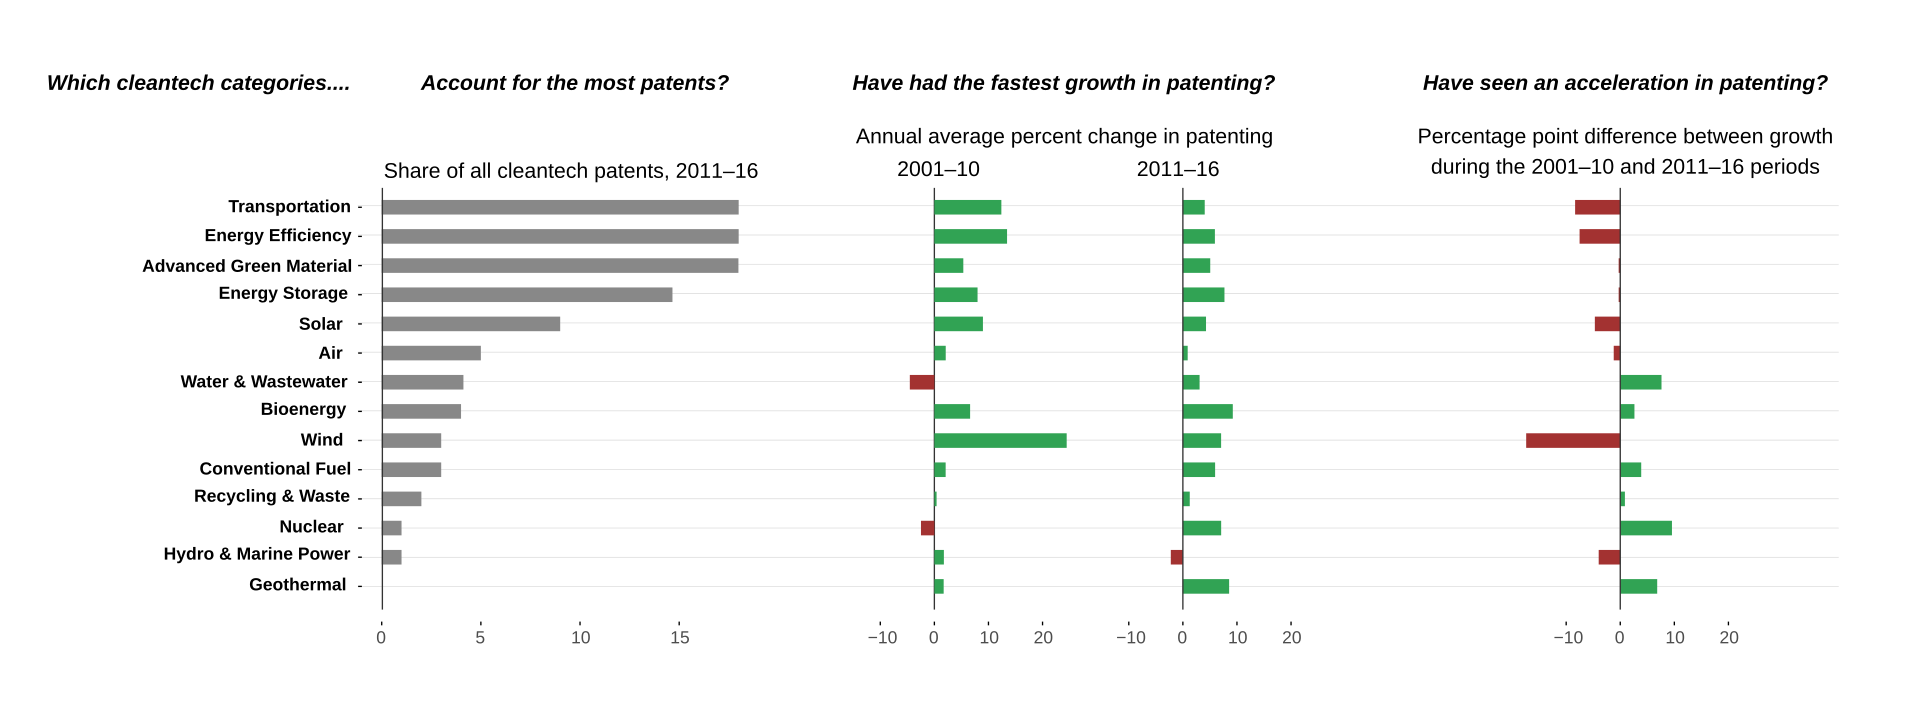 Which cleantech categories....
Account for the most patents?
Have had the fastest growth in patenting?
Have seen an acceleration in patenting?
Share of all cleantech patents, 2011–16
Annual average percent change in patenting
2001–10
2011–16
Percentage point difference between growth
during the 2001–10 and 2011–16 periods
Transportation
Energy Efficiency
Advanced Green Material
Energy Storage
Solar
Air
Water & Wastewater
Bioenergy
Wind
Conventional Fuel
Recycling & Waste
Nuclear
Hydro & Marine Power
Geothermal
0 5 10 15
−10 0 10 20
−10 0 10 20
−10 0 10 20